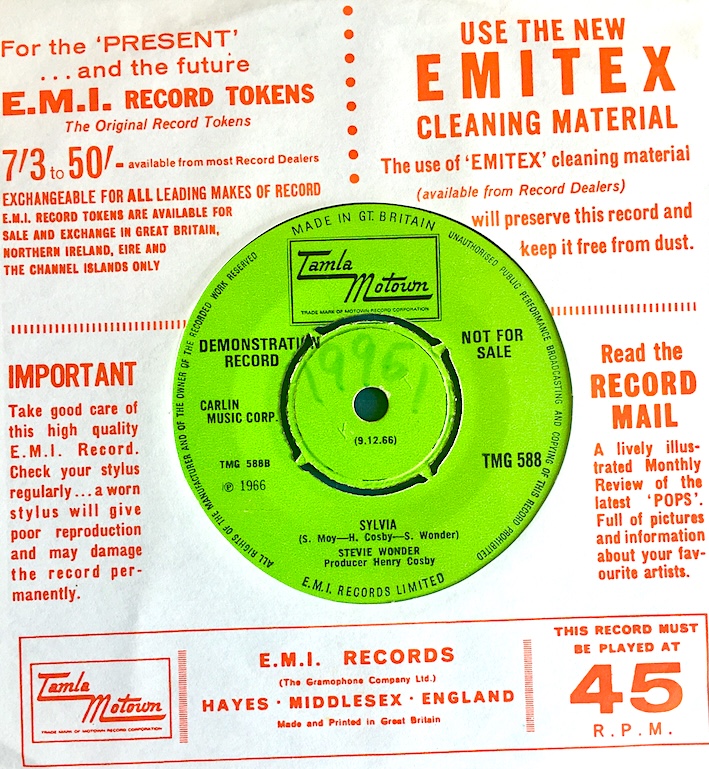 For the 'PRESENT'
...and the future
E.M.I. RECORD TOKENS
The Original Record Tokens
7/3 to 50/- available from most Record Dealers
EXCHANGEABLE FOR ALL LEADING MAKES OF RECORD
E.M.I. RECORD TOKENS ARE AVAILABLE FOR
SALE AND EXCHANGE IN GREAT BRITAIN,
NORTHERN IRELAND, EIRE AND
THE CHANNEL ISLANDS ONLY
USE THE NEW
EMITEX
CLEANING MATERIAL
The use of 'EMITEX' cleaning material
(available from Record Dealers)
will preserve this record and
keep it free from dust.
IMPORTANT
Take good care of
this high quality
E.M.I. Record.
Check your stylus
regularly...a worn
stylus will give
poor reproduction
and may damage
the record per-
manently.
MADE IN GT. BRITAIN
UNAUTHORISED PUBLIC PERFORMANCE BROADCASTING AND COPYING OF THIS RECORD PROHIBITED
ALL RIGHTS OF THE MANUFACTURER AND OF THE OWNER OF THE RECORDED WORK RESERVED
Tamla
Motown
TRADE MARK OF MOTOWN RECORD CORPORATION
DEMONSTRATION
RECORD
NOT FOR
SALE
CARLIN
MUSIC CORP.
(9.12.66)
TMG 588B
℗ 1966
TMG 588
SYLVIA
(S. Moy—H. Cosby—S. Wonder)
STEVIE WONDER
Producer Henry Cosby
E.M.I. RECORDS LIMITED
Read the
RECORD
MAIL
A lively illus-
trated Monthly
Review of the
latest 'POPS'.
Full of pictures
and information
about your fav-
ourite artists.
Tamla
Motown
TRADE MARK OF MOTOWN RECORD CORPORATION
E.M.I. RECORDS
(The Gramophone Company Ltd.)
HAYES · MIDDLESEX · ENGLAND
Made and Printed in Great Britain
THIS RECORD MUST
BE PLAYED AT
45
R.P.M.